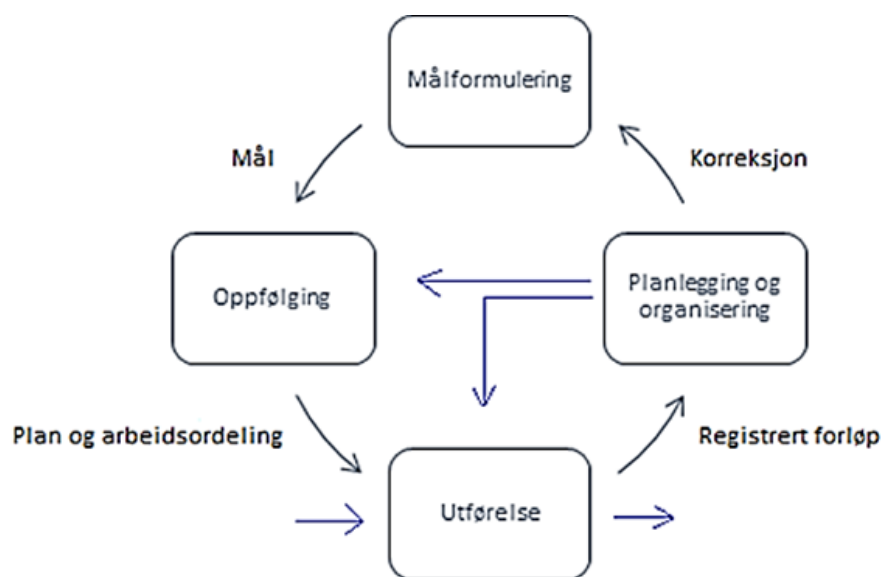 Målformulering
Mål
Korreksjon
Oppfølging
Planlegging og
organisering
Plan og arbeidsordeling
Registrert forløp
Utførelse